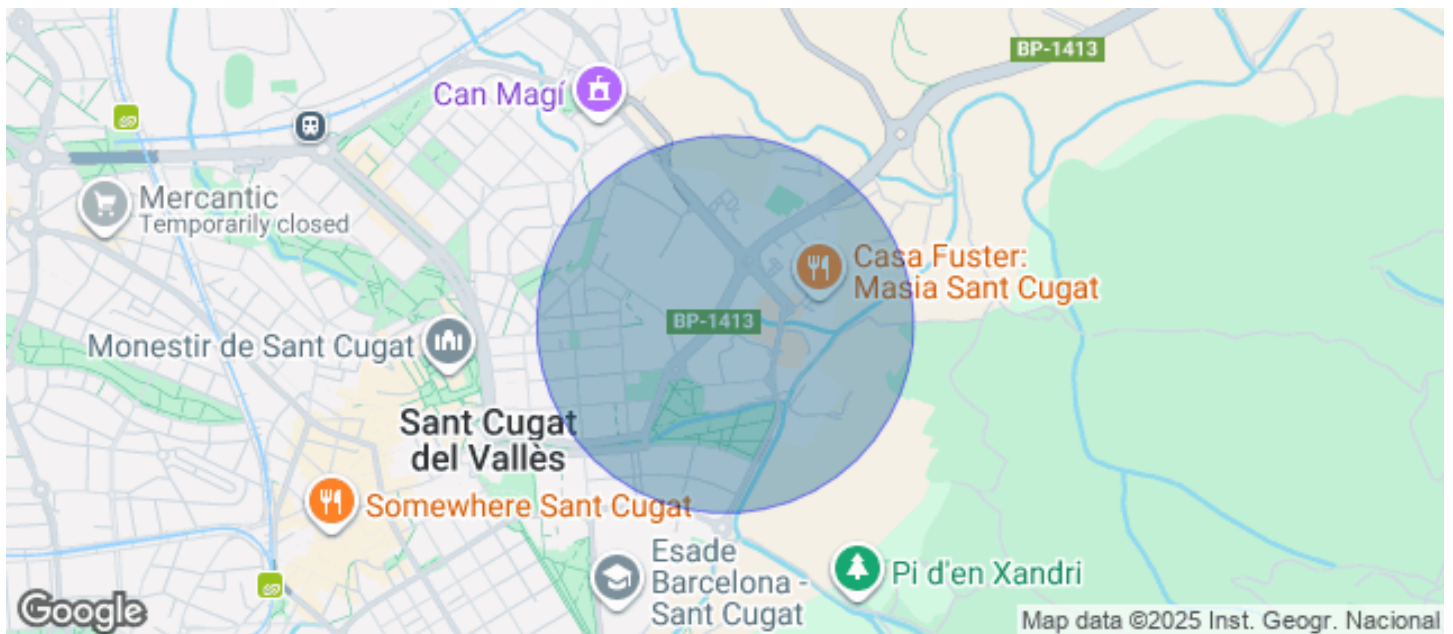 BP-1413
Can Magí
Mercantic
Temporarily closed
Casa Fuster:
Masia Sant Cugat
BP-1413
Monestir de Sant Cugat
Sant Cugat
del Vallès
Somewhere Sant Cugat
Esade
Barcelona -
Sant Cugat
Pi d'en Xandri
Google
Map data ©2025 Inst. Geogr. Nacional